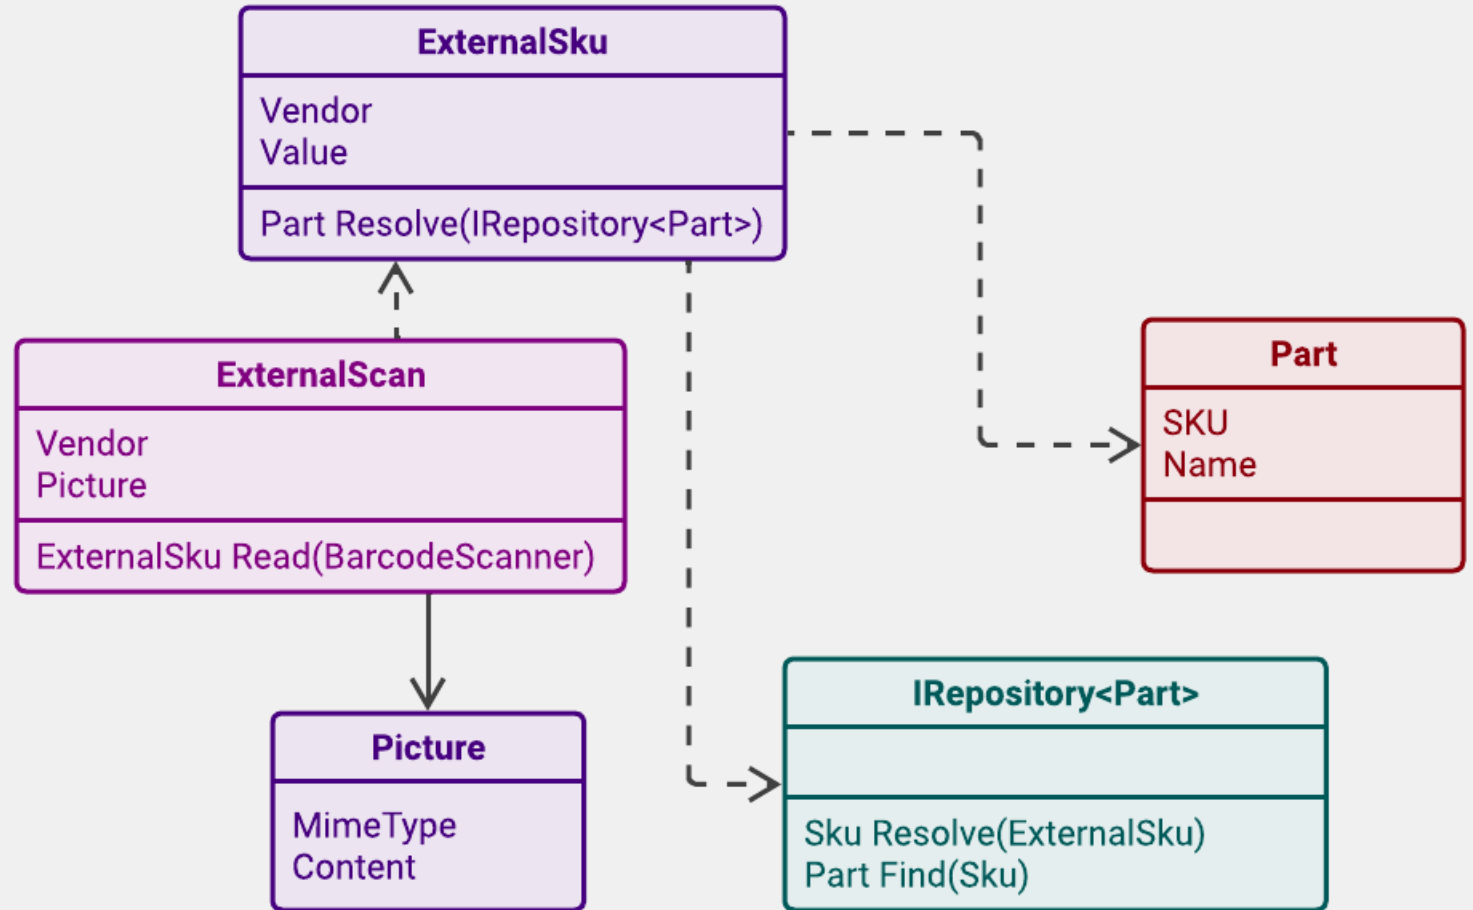 ExternalSku
Vendor
Value
Part Resolve(IRepository<Part>)
ExternalScan
Vendor
Picture
ExternalSku Read(BarcodeScanner)
Part
SKU
Name
Picture
MimeType
Content
IRepository<Part>
Sku Resolve(ExternalSku)
Part Find(Sku)